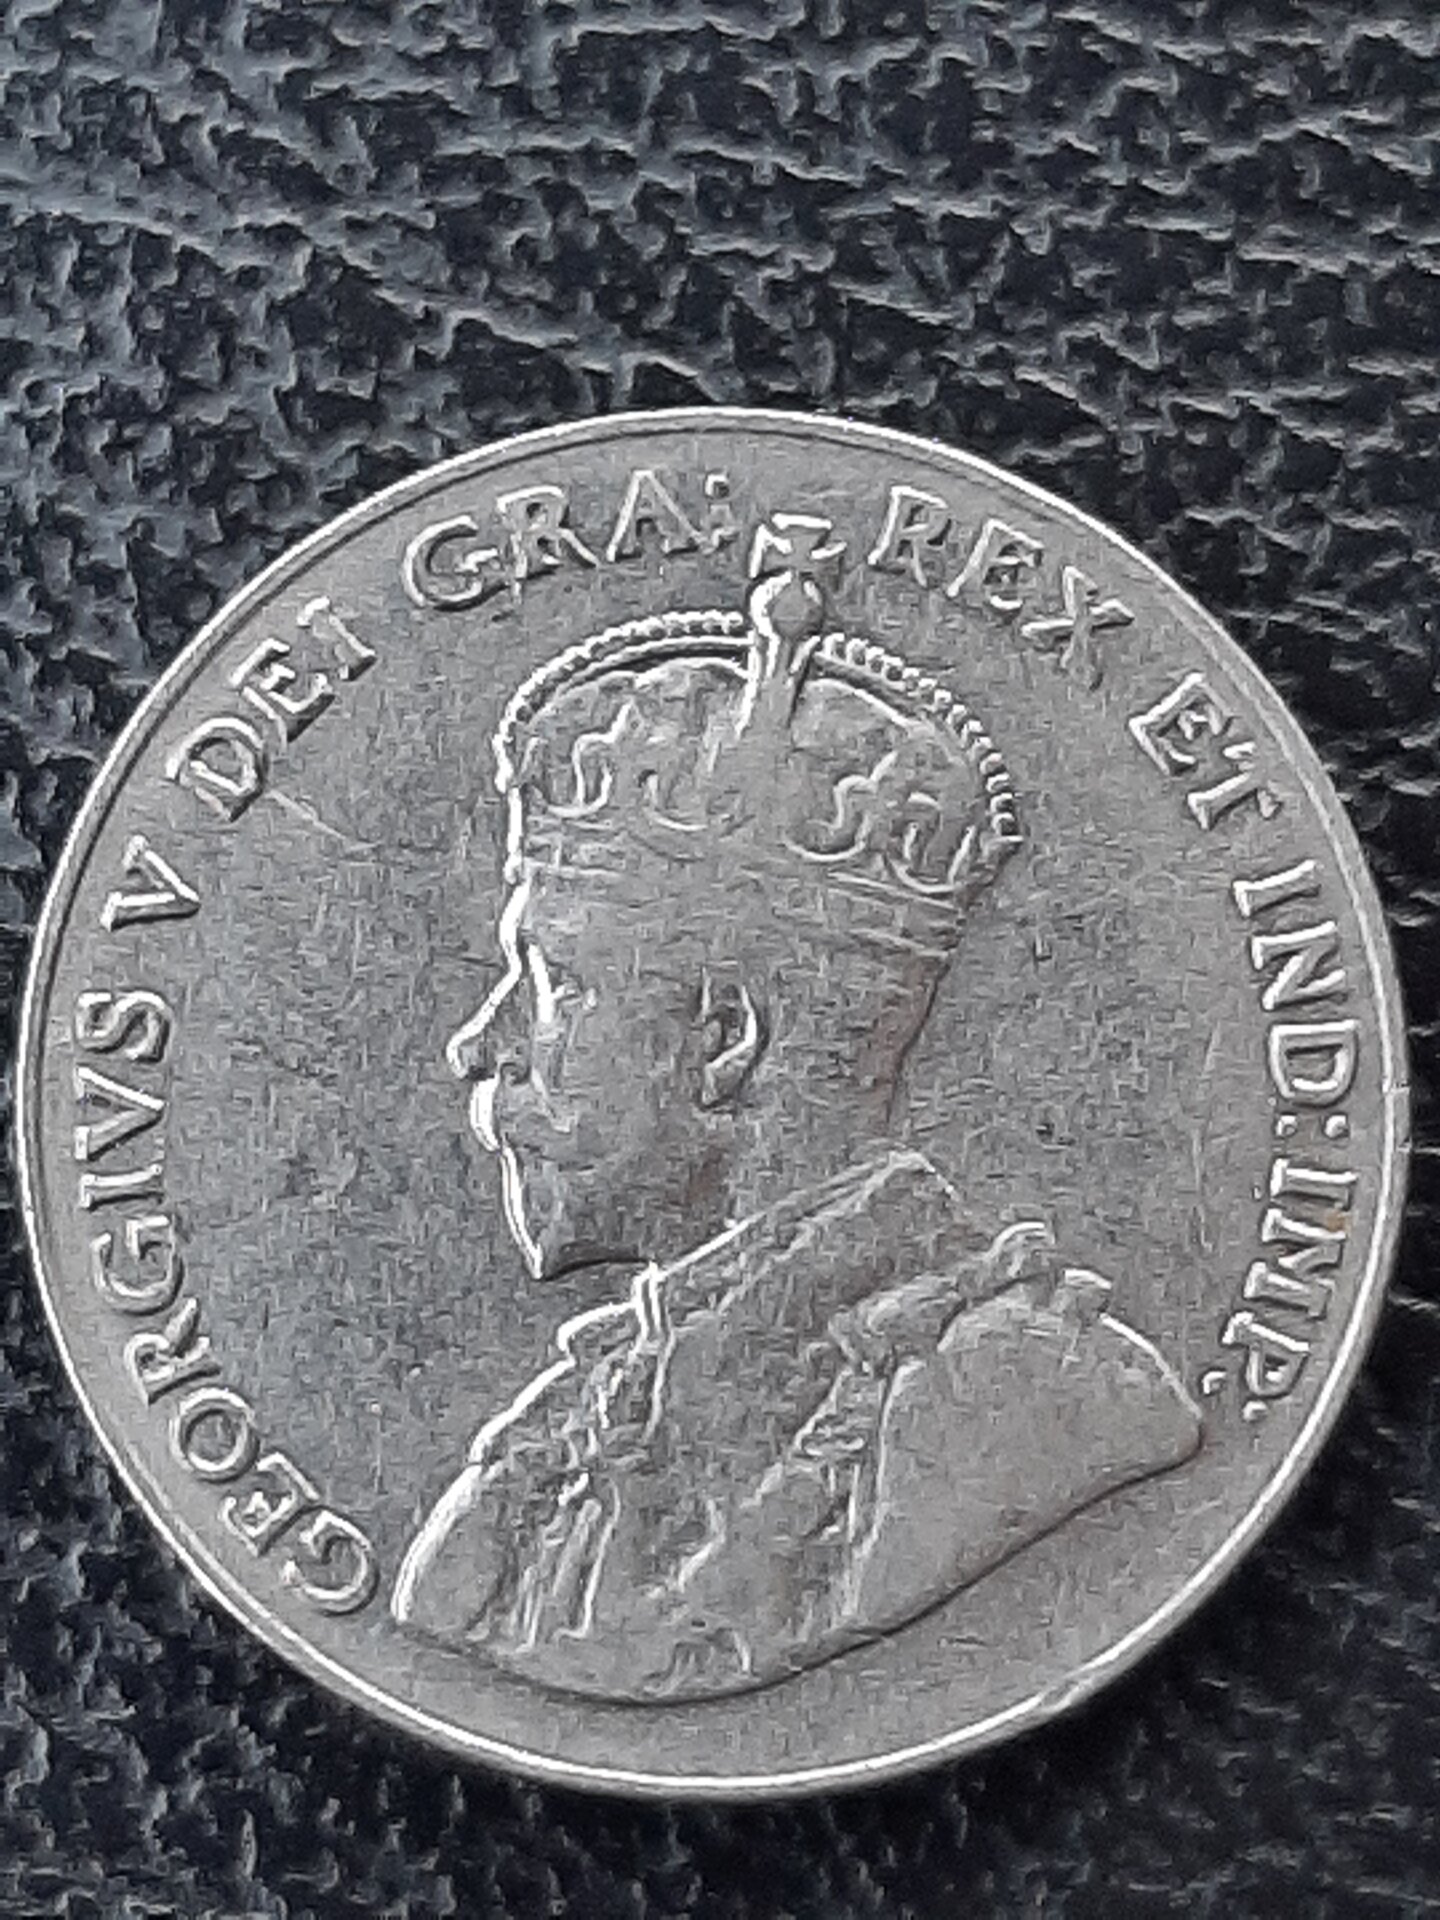 GEORGIVS V DEI GRA: REX ET IND: IMP: